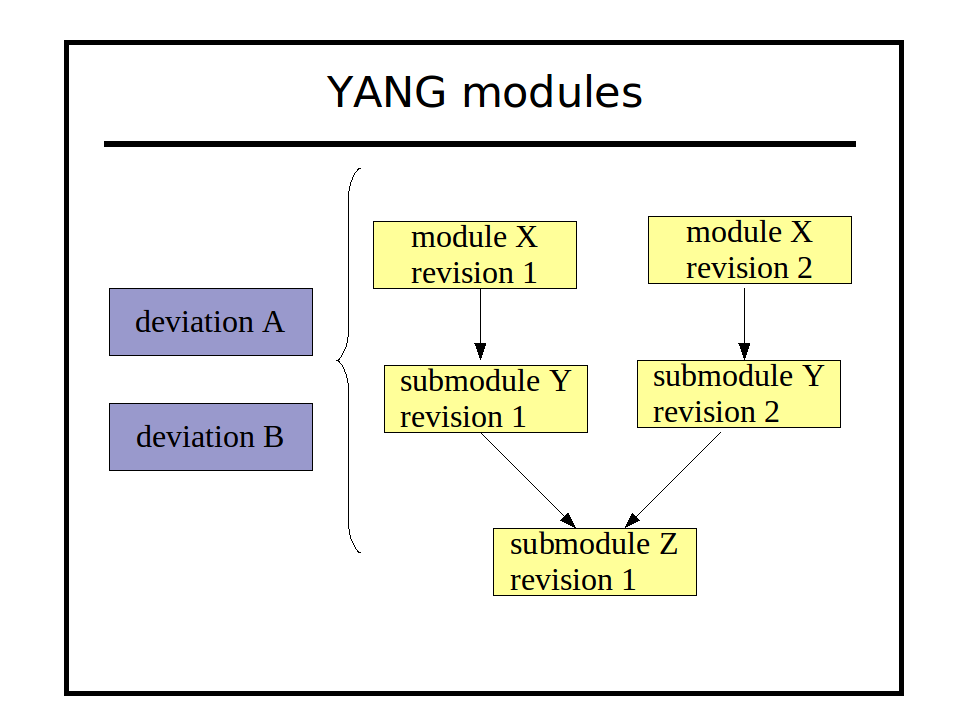 YANG modules
deviation A
deviation B
module X
revision 1
module X
revision 2
submodule Y
revision 1
submodule Y
revision 2
submodule Z
revision 1